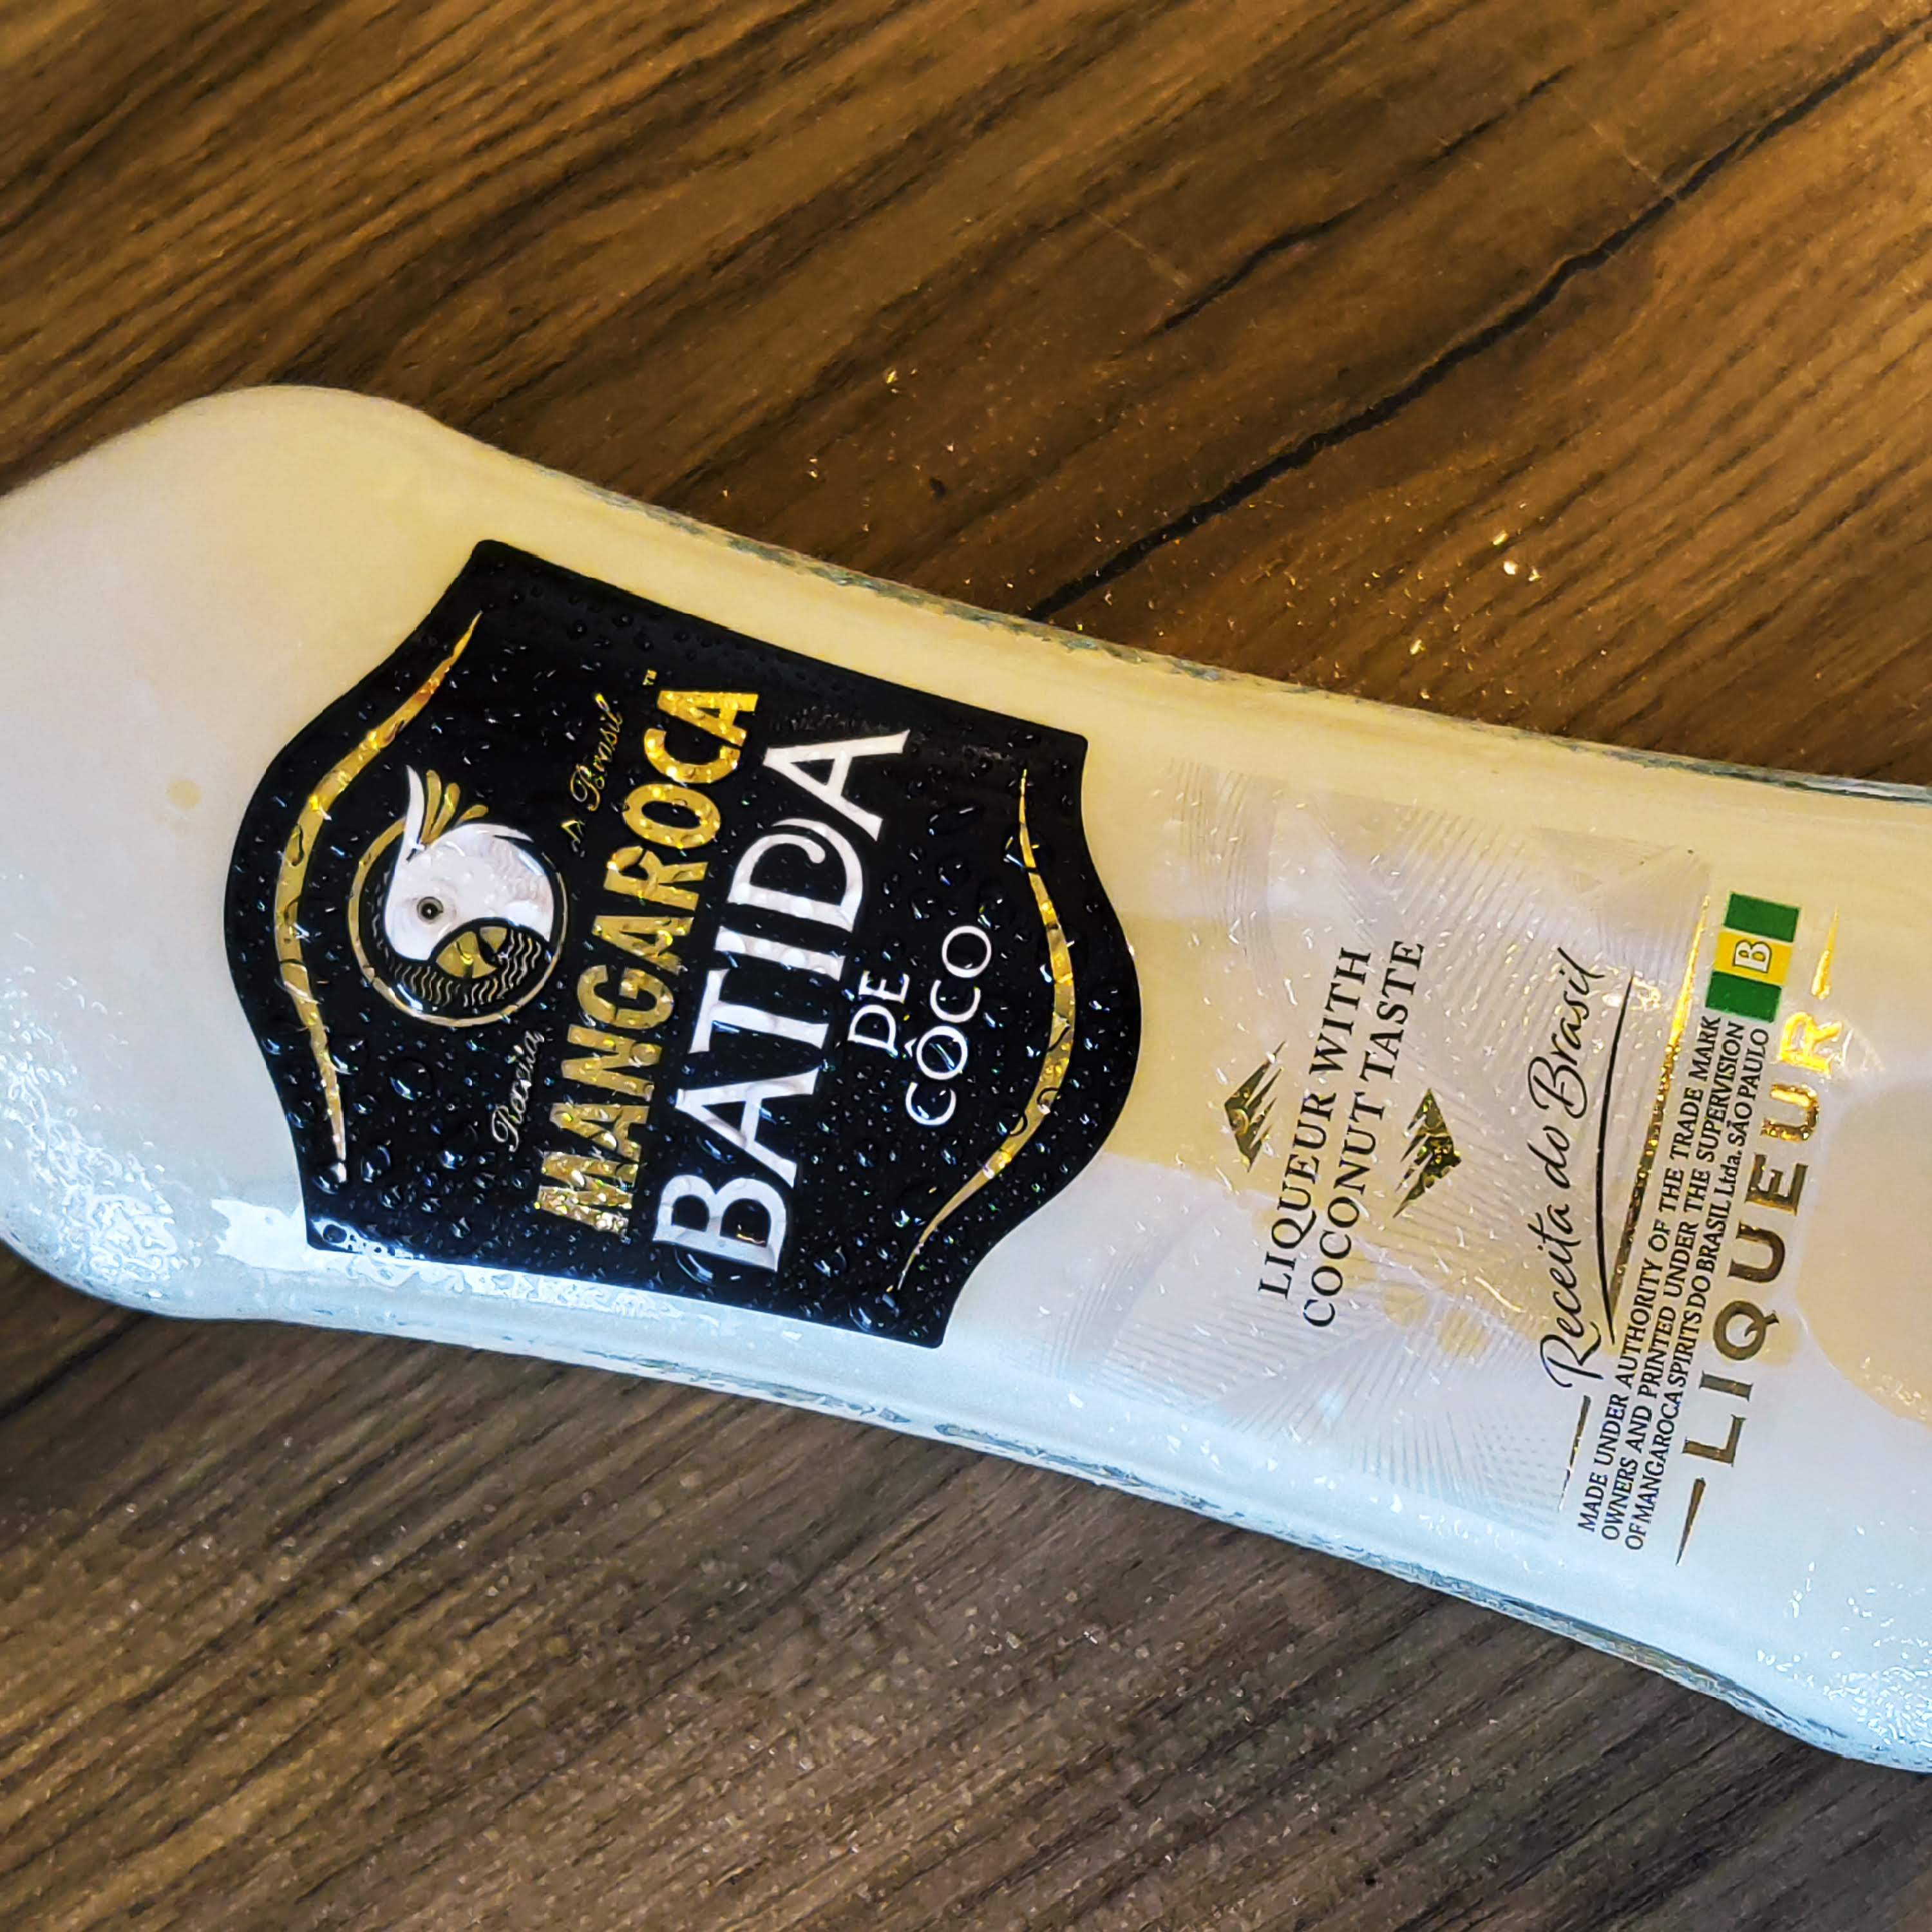 Receita do Brasil
MANGAROCA™
BATIDA
DE
CÔCO
LIQUEUR WITH
COCONUT TASTE
Receita do Brasil
MADE UNDER AUTHORITY OF THE TRADE MARK
OWNERS AND PRINTED UNDER THE SUPERVISION
OF MANGAROCA SPIRITS DO BRASIL Ltda. SÃO PAULO
B
LIQUEUR